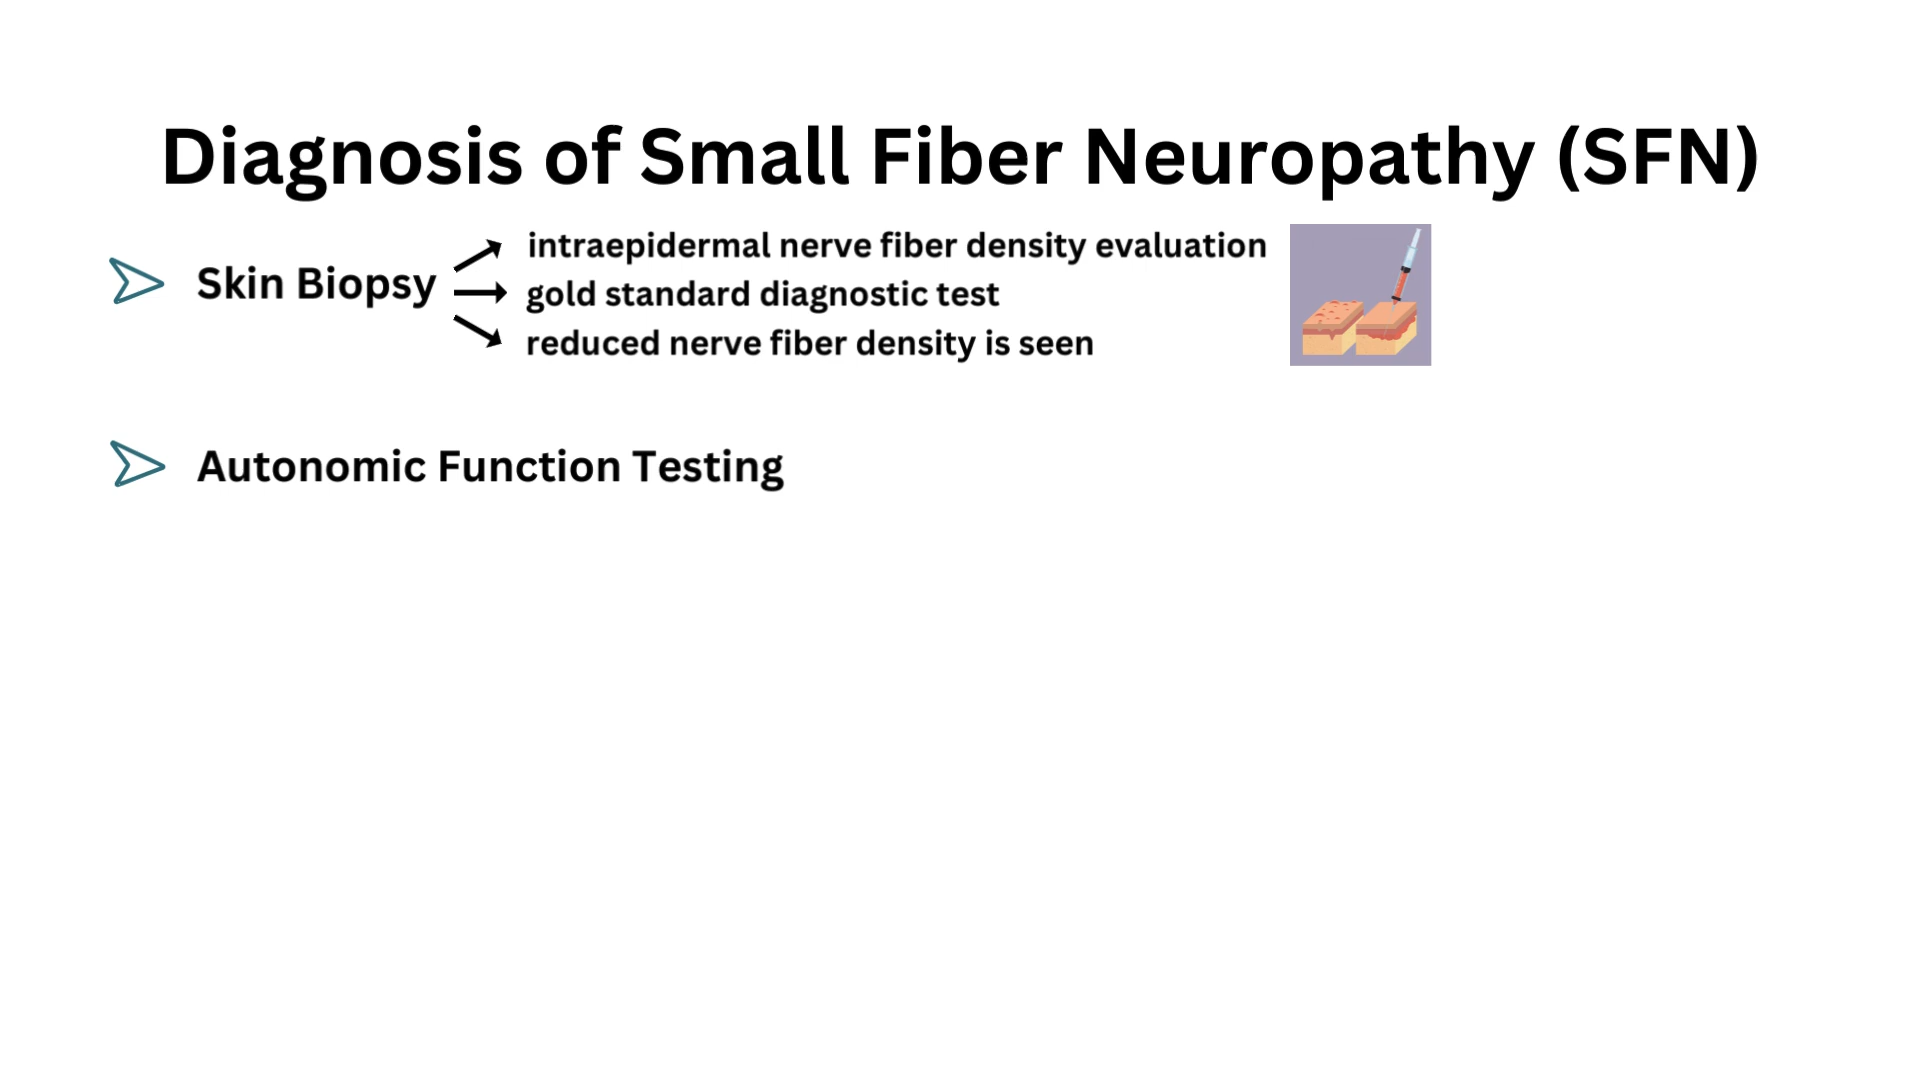 Diagnosis of Small Fiber Neuropathy (SFN)
Skin Biopsy
intraepidermal nerve fiber density evaluation
gold standard diagnostic test
reduced nerve fiber density is seen
Autonomic Function Testing